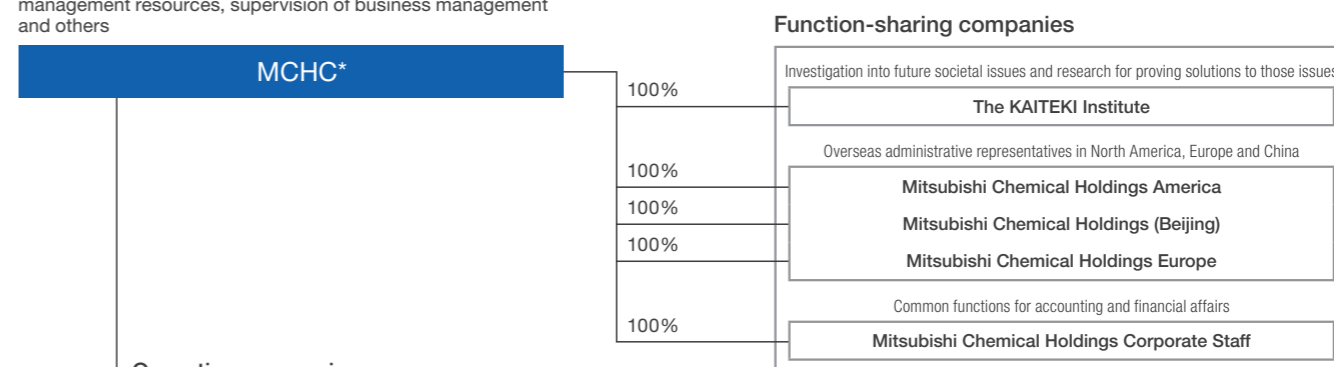 management resources, supervision of business management
and others
Function-sharing companies
MCHC*
Investigation into future societal issues and research for proving solutions to those issues
100%
The KAITEKI Institute
Overseas administrative representatives in North America, Europe and China
100%
Mitsubishi Chemical Holdings America
100%
Mitsubishi Chemical Holdings (Beijing)
100%
Mitsubishi Chemical Holdings Europe
Common functions for accounting and financial affairs
100%
Mitsubishi Chemical Holdings Corporate Staff